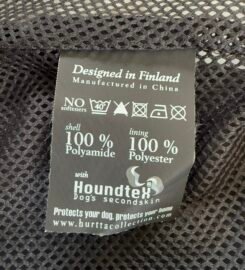 Designed in Finland
Manufactured in China
NO
softeners
40
shell
100 %
Polyamide
lining
100 %
Polyester
with
Houndtex
Dog's secondskin
Protects your dog, protects your home
www.hurttacollection.com